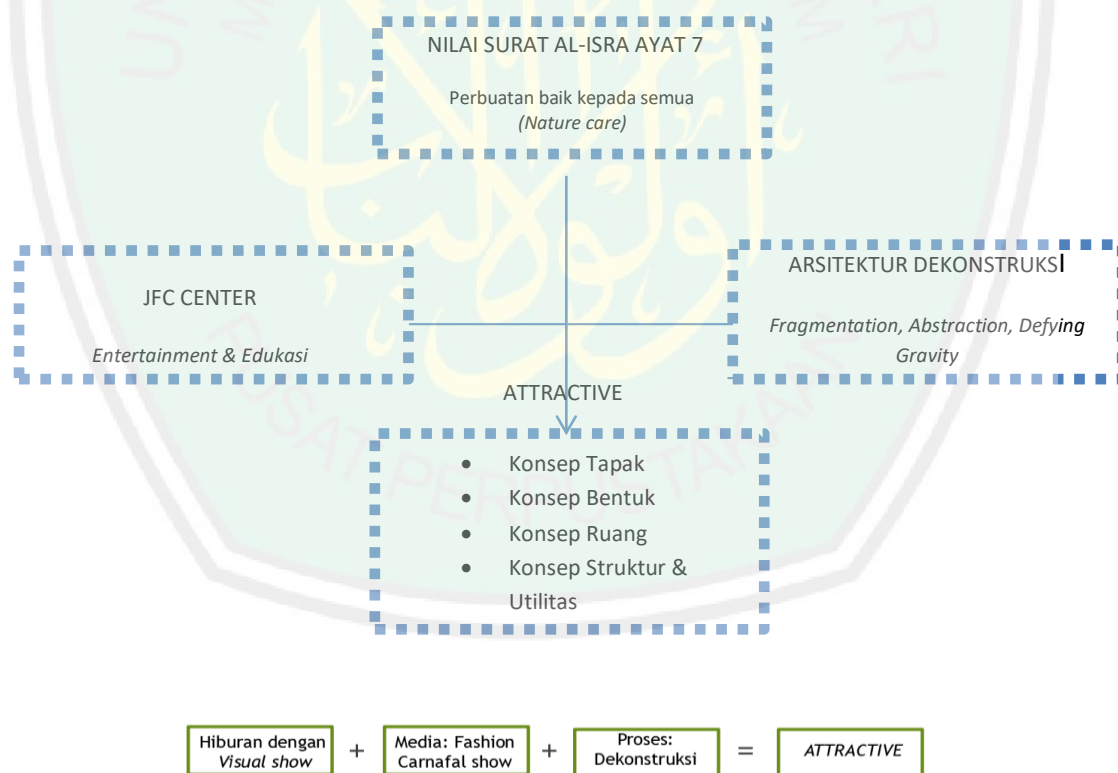 NILAI SURAT AL-ISRA AYAT 7
Perbuatan baik kepada semua
(Nature care)
JFC CENTER
Entertainment & Edukasi
ARSITEKTUR DEKONSTRUKSI
Fragmentation, Abstraction, Defying
Gravity
ATTRACTIVE
• Konsep Tapak
• Konsep Bentuk
• Konsep Ruang
• Konsep Struktur &
Utilitas
PUSAT PERPUSTAKAAN
Hiburan dengan
Visual show
+
Media: Fashion
Carnafal show
+
Proses:
Dekonstruksi
=
ATTRACTIVE